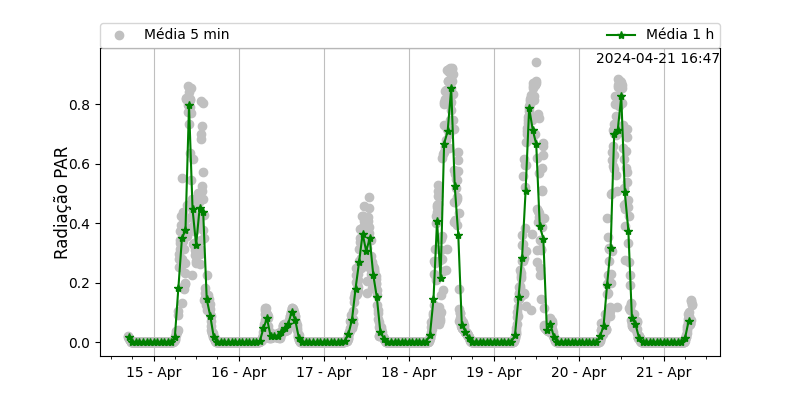 Média 5 min
Média 1 h
2024-04-21 16:47
Radiação PAR
0.8
0.6
0.4
0.2
0.0
15 - Apr
16 - Apr
17 - Apr
18 - Apr
19 - Apr
20 - Apr
21 - Apr